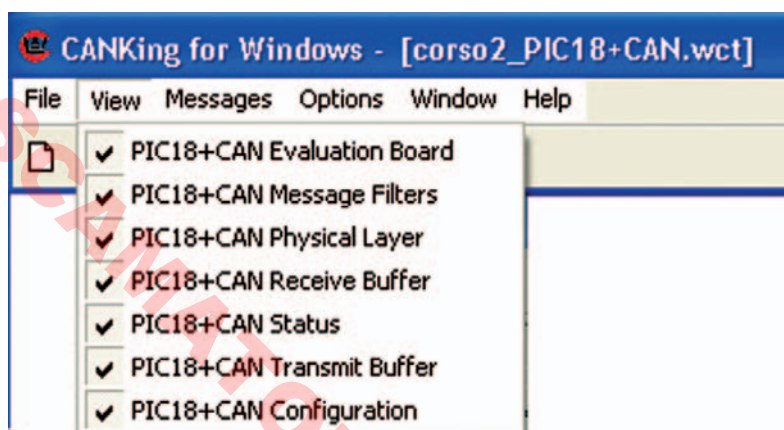 CANKing for Windows - [corso2_PIC18+CAN.wct]
File View Messages Options Window Help
PIC18+CAN Evaluation Board
PIC18+CAN Message Filters
PIC18+CAN Physical Layer
PIC18+CAN Receive Buffer
PIC18+CAN Status
PIC18+CAN Transmit Buffer
PIC18+CAN Configuration